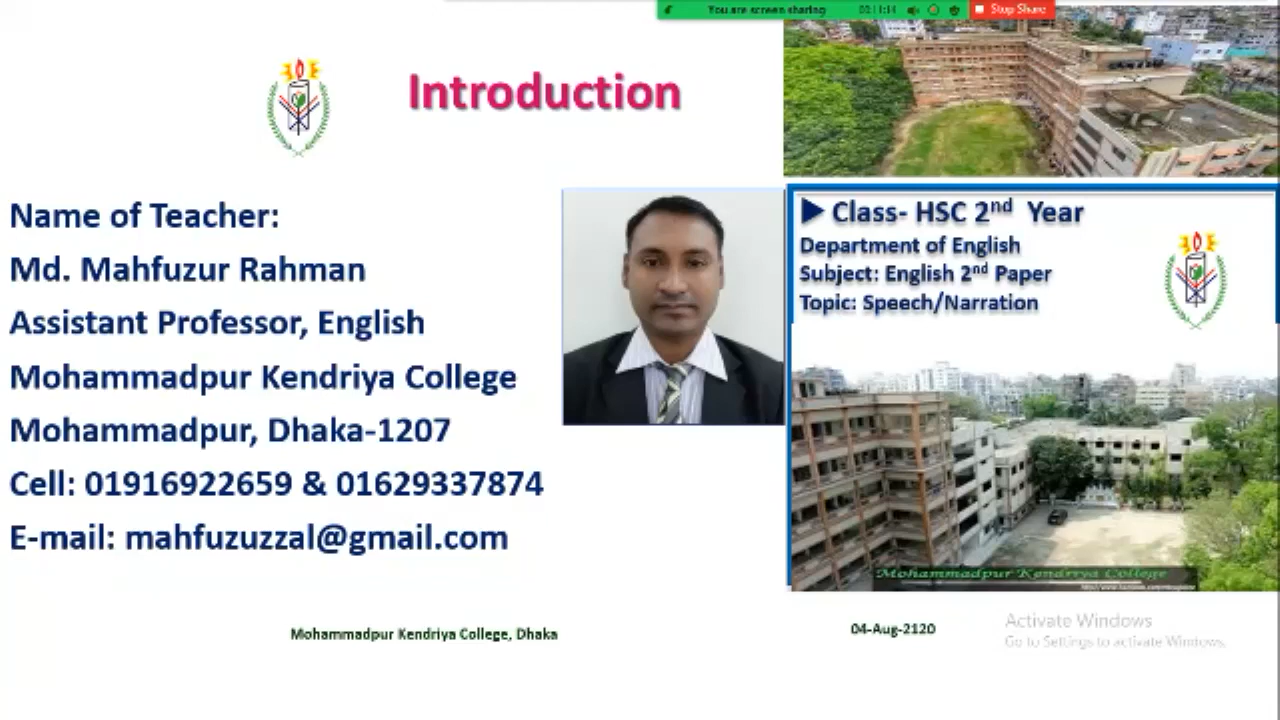 You are screen sharing
Stop Share
Introduction
Name of Teacher:
Md. Mahfuzur Rahman
Assistant Professor, English
Mohammadpur Kendriya College
Mohammadpur, Dhaka-1207
Cell: 01916922659 & 01629337874
E-mail: mahfuzuzzal@gmail.com
Class- HSC 2nd Year
Department of English
Subject: English 2nd Paper
Topic: Speech/Narration
Mohammadpur Kendriya College
Mohammadpur Kendriya College, Dhaka
04-Aug-2120
Activate Windows
Go to Settings to activate Windows.